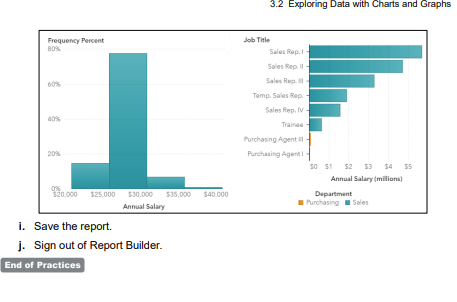 3.2 Exploring Data with Charts and Graphs
Frequency Percent
80%
60%
40%
20%
0%
$20,000 $25,000 $30,000 $35,000 $40,000
Annual Salary
Job Title
Sales Rep. I
Sales Rep. II
Sales Rep. III
Temp. Sales Rep.
Sales Rep. IV
Trainee
Purchasing Agent III
Purchasing Agent I
$0 $1 $2 $3 $4 $5
Annual Salary (millions)
Department
Purchasing Sales
i. Save the report.
j. Sign out of Report Builder.
End of Practices